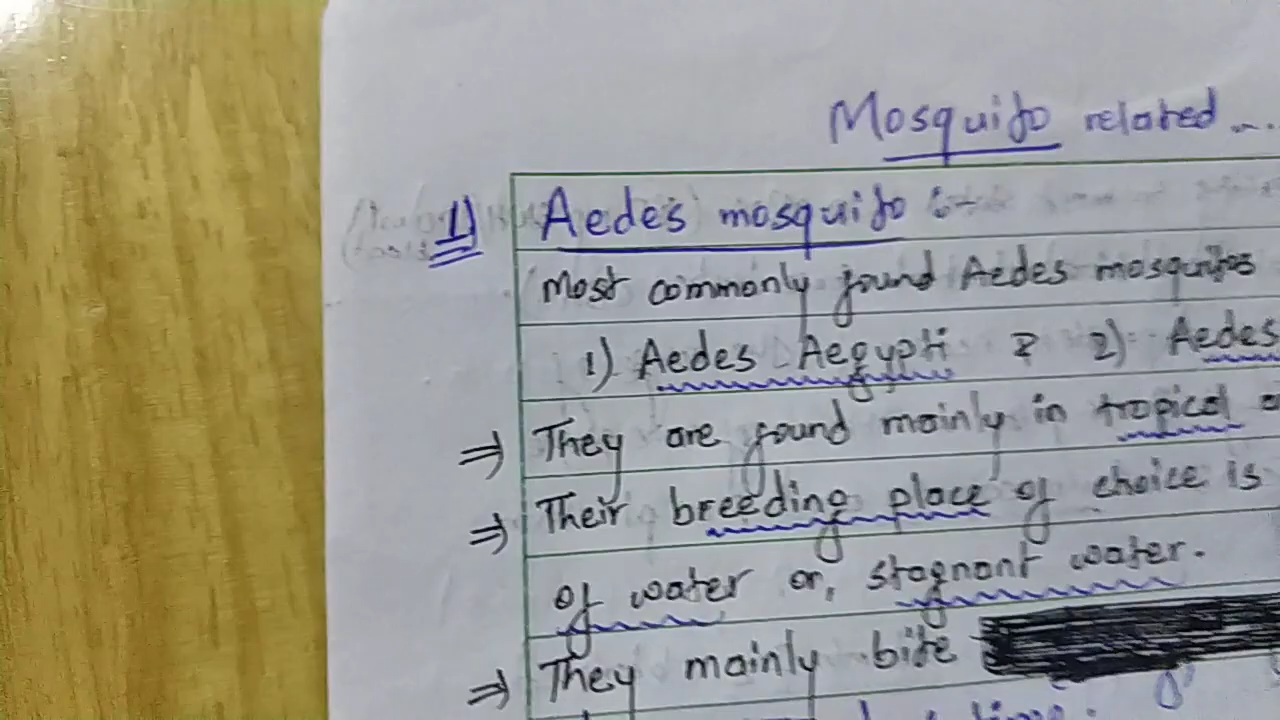 Mosquito related...
1) Aedes mosquito :-
Most commonly found Aedes mosquitos
1) Aedes Aegypti & 2) Aedes
⇒ They are found mainly in tropical
⇒ Their breeding place of choice is
of water or, stagnant water.
⇒ They mainly bite
time.